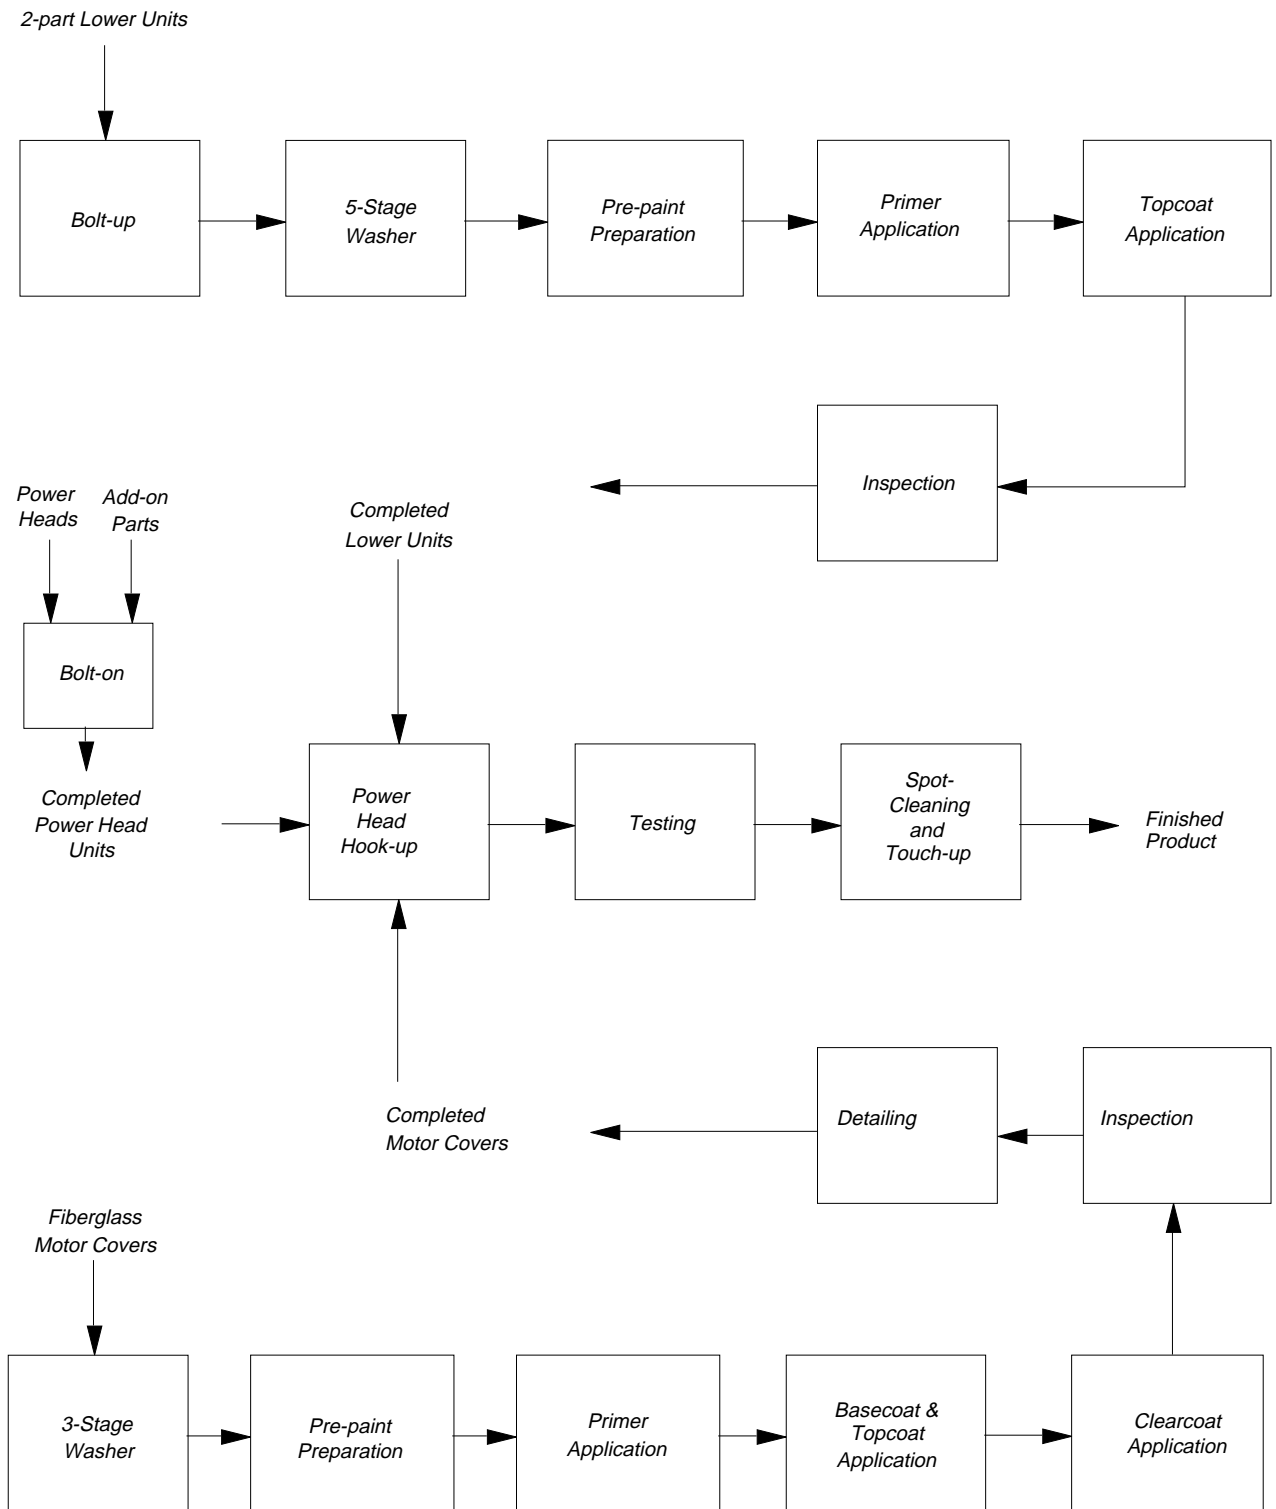 2-part Lower Units
Bolt-up
5-Stage
Washer
Pre-paint
Preparation
Primer
Application
Topcoat
Application
Inspection
Power
Heads
Add-on
Parts
Completed
Lower Units
Bolt-on
Completed
Power Head
Units
Power
Head
Hook-up
Testing
Spot-
Cleaning
and
Touch-up
Finished
Product
Completed
Motor Covers
Detailing
Inspection
Fiberglass
Motor Covers
3-Stage
Washer
Pre-paint
Preparation
Primer
Application
Basecoat &
Topcoat
Application
Clearcoat
Application